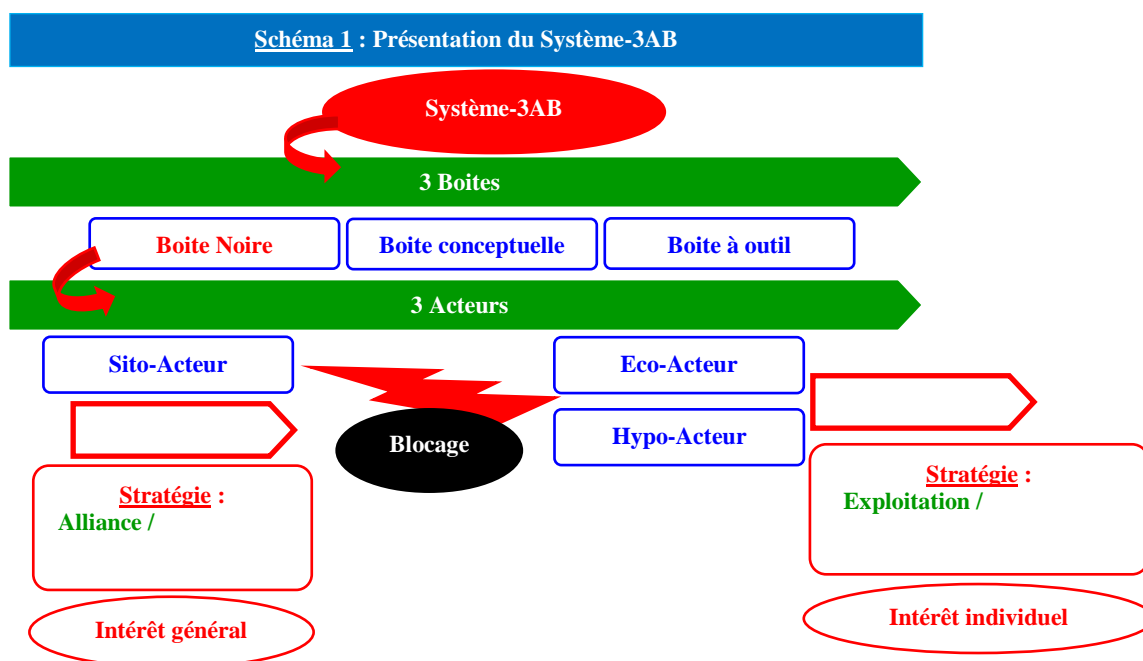 Schéma 1 : Présentation du Système-3AB
Système-3AB
3 Boites
Boite Noire
Boite conceptuelle
Boite à outil
3 Acteurs
Sito-Acteur
Eco-Acteur
Hypo-Acteur
Blocage
Stratégie :
Alliance /
Stratégie :
Exploitation /
Intérêt général
Intérêt individuel